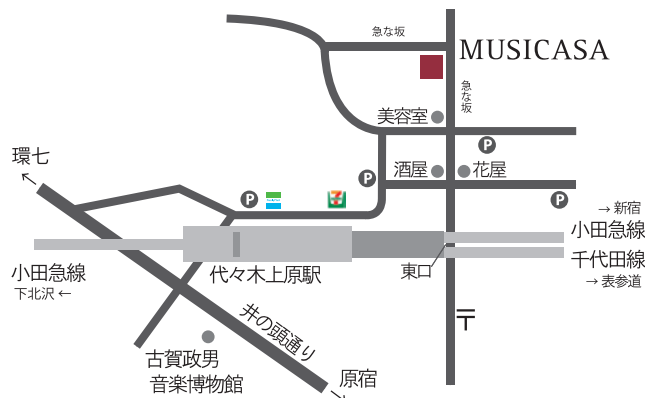 急な坂
MUSICASA
急な坂
美容室
P
環七
酒屋
花屋
P
P
7
P
→新宿
小田急線
小田急線
代々木上原駅
東口
千代田線
下北沢←
→表参道
井の頭通り
〒
古賀政男
音楽博物館
原宿